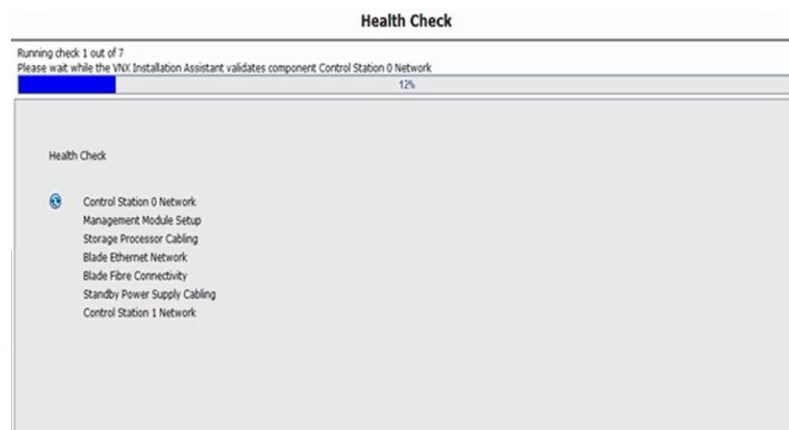 Health Check
Running check 1 out of 7
Please wait while the VNX Installation Assistant validates component Control Station 0 Network
12%
Health Check
Control Station 0 Network
Management Module Setup
Storage Processor Cabling
Blade Ethernet Network
Blade Fibre Connectivity
Standby Power Supply Cabling
Control Station 1 Network